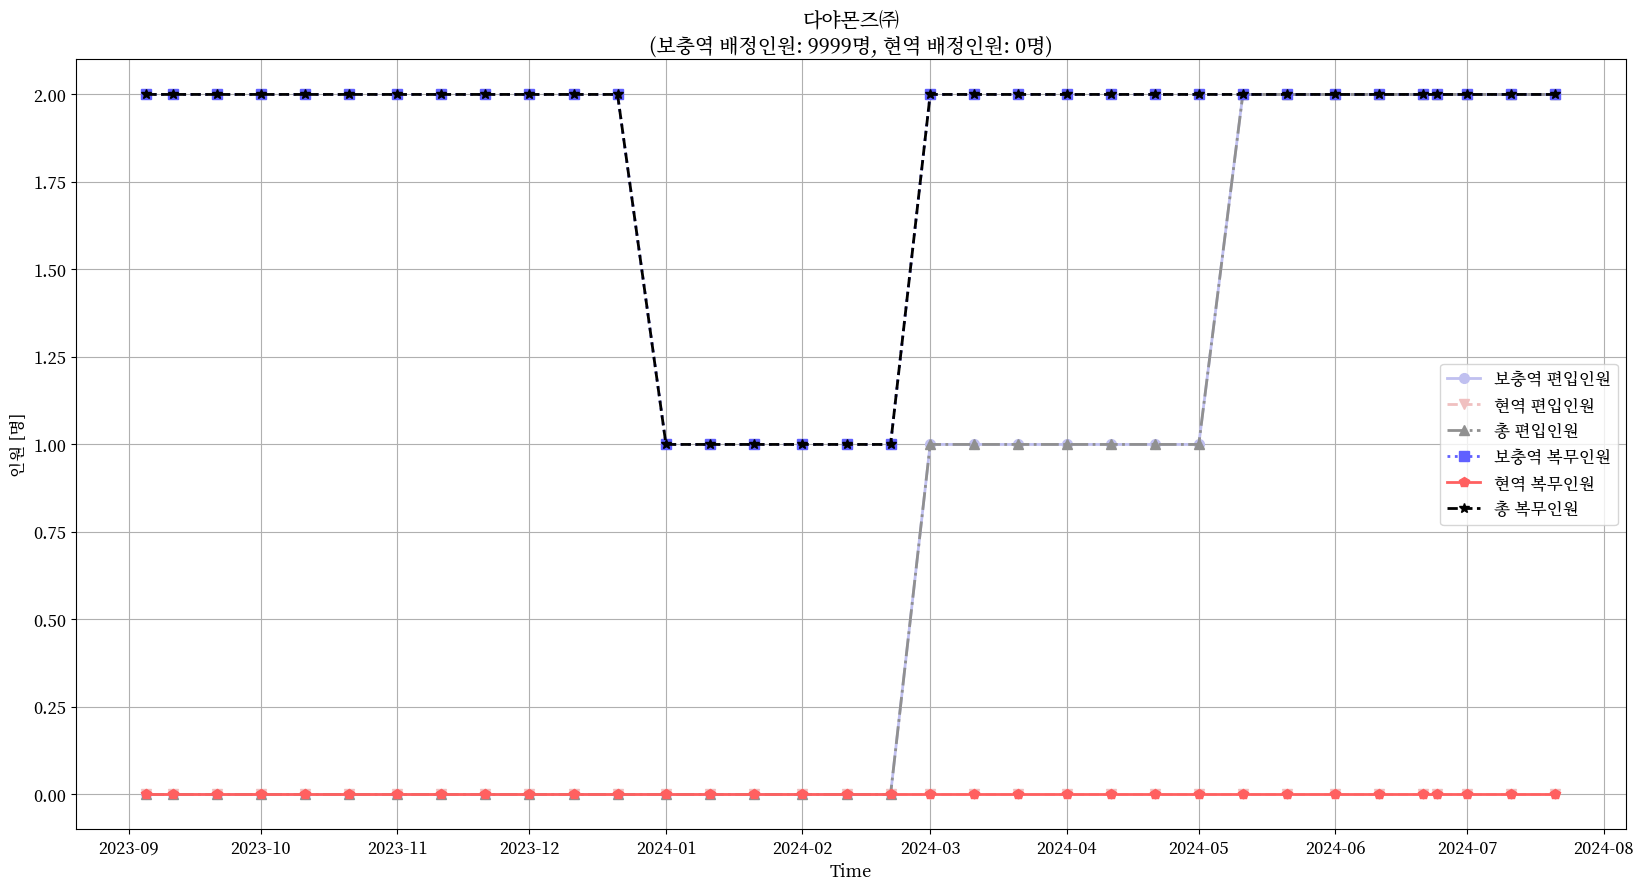 다야몬즈㈜
(보충역 배정인원: 9999명, 현역 배정인원: 0명)
2.00
1.75
1.50
1.25
1.00
0.75
0.50
0.25
0.00
인원 [명]
보충역 편입인원
현역 편입인원
총 편입인원
보충역 복무인원
현역 복무인원
총 복무인원
2023-09 2023-10 2023-11 2023-12 2024-01 2024-02 2024-03 2024-04 2024-05 2024-06 2024-07 2024-08
Time